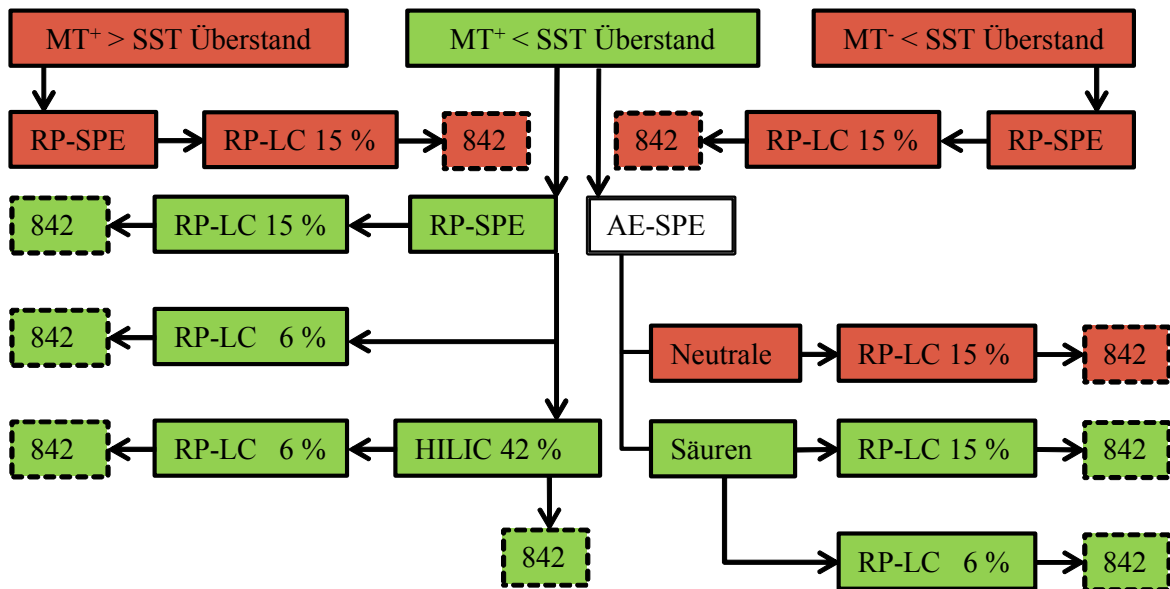 MT⁺ > SST Überstand
MT⁺ < SST Überstand
MT⁻ < SST Überstand
RP-SPE
RP-LC 15 %
842
842
RP-LC 15 %
RP-SPE
842
RP-LC 15 %
RP-SPE
AE-SPE
842
RP-LC 6 %
Neutrale
RP-LC 15 %
842
842
RP-LC 6 %
HILIC 42 %
Säuren
RP-LC 15 %
842
842
RP-LC 6 %
842